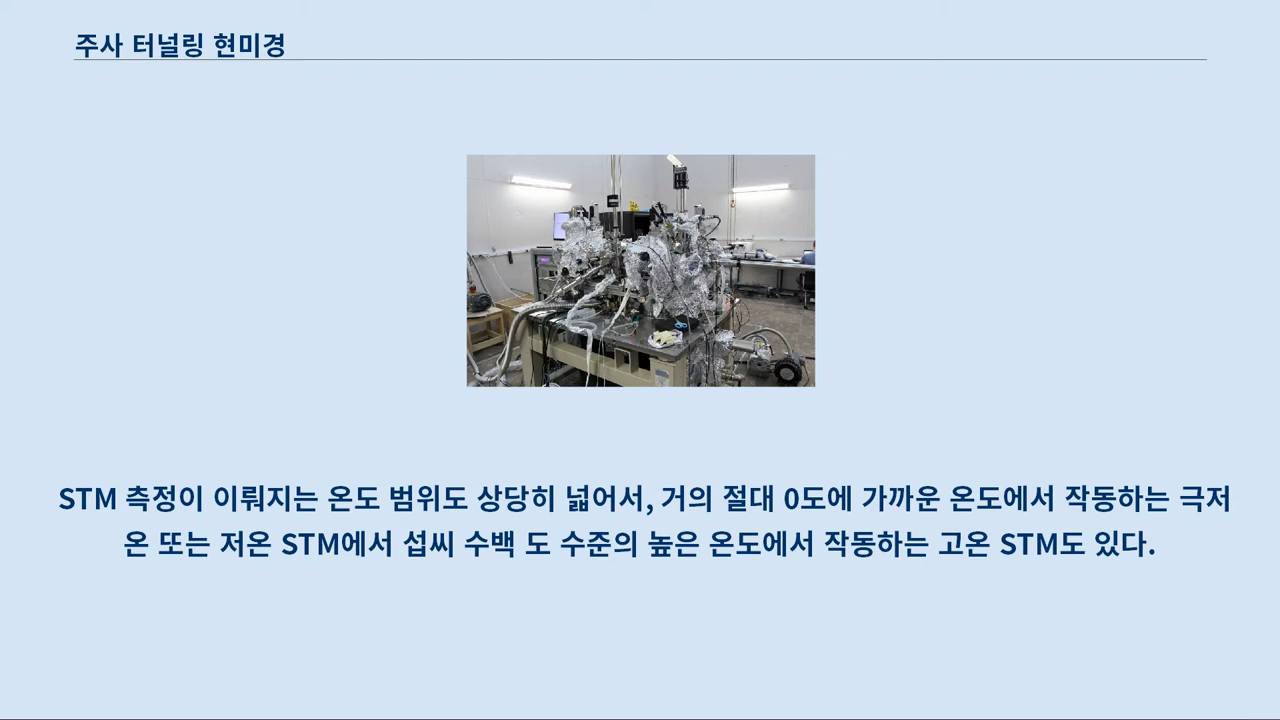 주사 터널링 현미경
STM 측정이 이뤄지는 온도 범위도 상당히 넓어서, 거의 절대 0도에 가까운 온도에서 작동하는 극저
온 또는 저온 STM에서 섭씨 수백 도 수준의 높은 온도에서 작동하는 고온 STM도 있다.